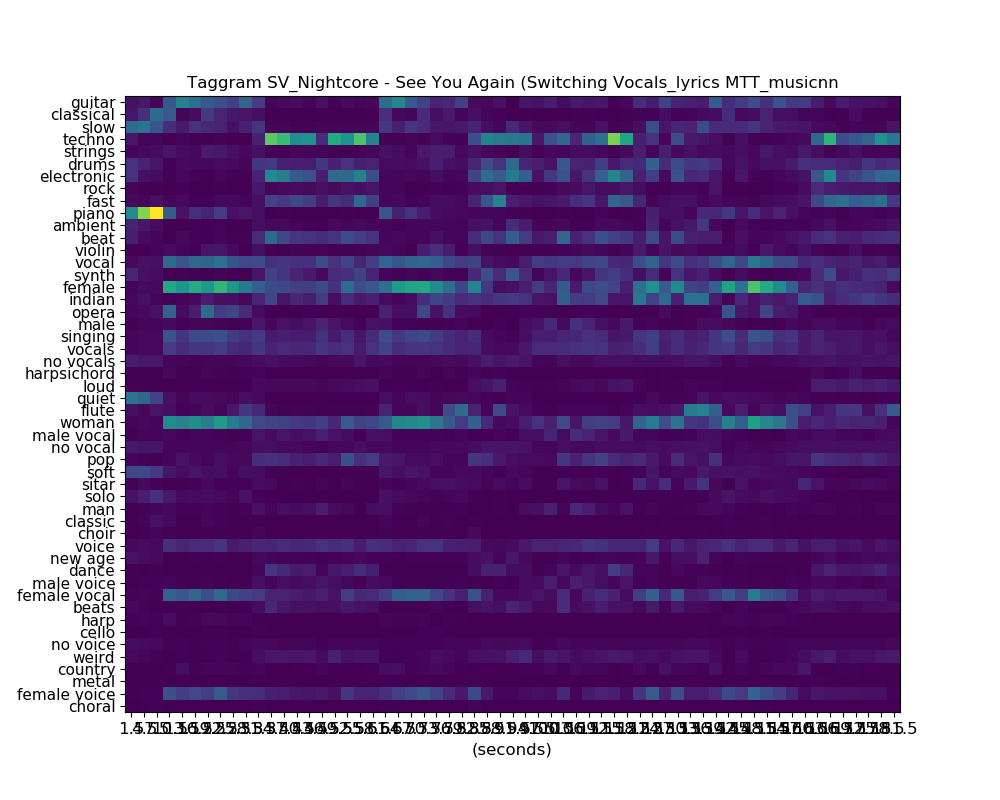 Taggram SV_Nightcore - See You Again (Switching Vocals_lyrics MTT_musicnn
guitar
classical
slow
techno
strings
drums
electronic
rock
fast
piano
ambient
beat
violin
vocal
synth
female
indian
opera
male
singing
vocals
no vocals
harpsichord
loud
quiet
flute
woman
male vocal
no vocal
pop
soft
sitar
solo
man
classic
choir
voice
new age
dance
male voice
female vocal
beats
harp
cello
no voice
weird
country
metal
female voice
choral
(seconds)